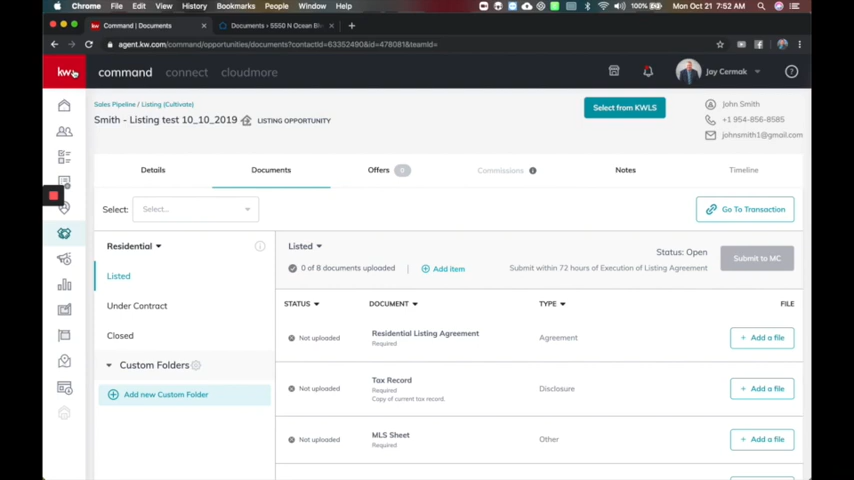 Chrome File Edit View History Bookmarks People Window Help 100% Mon Oct 21 7:52 AM
kw Command | Documents Documents • 5550 N Ocean Blv
agent.kw.com/command/opportunities/documents?contactId=63352490&id=478081&teamId=
kw command connect cloudmore Jay Cermak
Sales Pipeline / Listing (Cultivate)
Smith - Listing test 10_10_2019 LISTING OPPORTUNITY
Select from KWLS
John Smith
+1 954-856-8585
johnsmith1@gmail.com
Details Documents Offers 0 Commissions Notes Timeline
Select: Select... Go To Transaction
Residential
Listed
Under Contract
Closed
Custom Folders
Add new Custom Folder
Listed
0 of 8 documents uploaded | + Add item
Status: Open
Submit within 72 hours of Execution of Listing Agreement
Submit to MC
STATUS DOCUMENT TYPE FILE
Not uploaded Residential Listing Agreement Agreement + Add a file
Required
Not uploaded Tax Record Disclosure + Add a file
Required
Copy of current tax record.
Not uploaded MLS Sheet Other + Add a file
Required